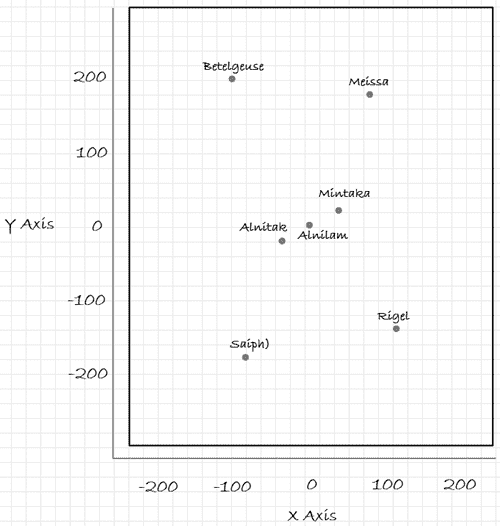 Betelgeuse
200
Meissa
100
Mintaka
Y Axis
0
Alnitak
Alnilam
-100
Rigel
Saiph)
-200
-200 -100 0 100 200
X Axis